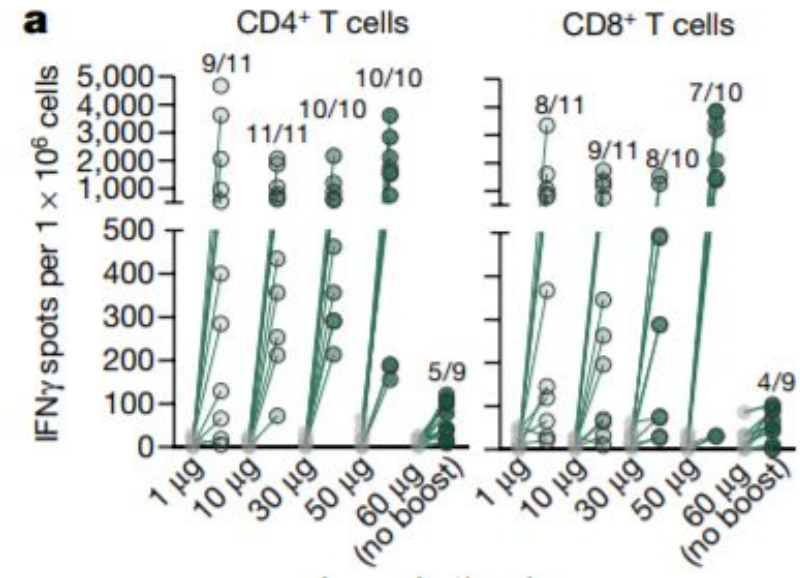 a
CD4⁺ T cells
CD8⁺ T cells
IFNγ spots per 1 × 10⁶ cells
5,000
4,000
3,000
2,000
1,000
500
400
300
200
100
0
9/11
11/11
10/10
10/10
5/9
8/11
9/11
8/10
7/10
4/9
1 μg
10 μg
30 μg
50 μg
60 μg
(no boost)
1 μg
10 μg
30 μg
50 μg
60 μg
(no boost)